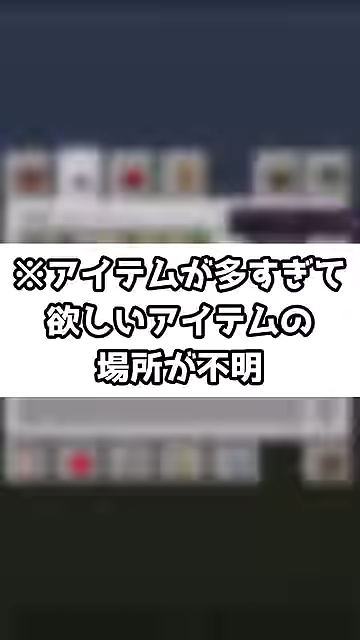 ※アイテムが多すぎて
欲しいアイテムの
場所が不明